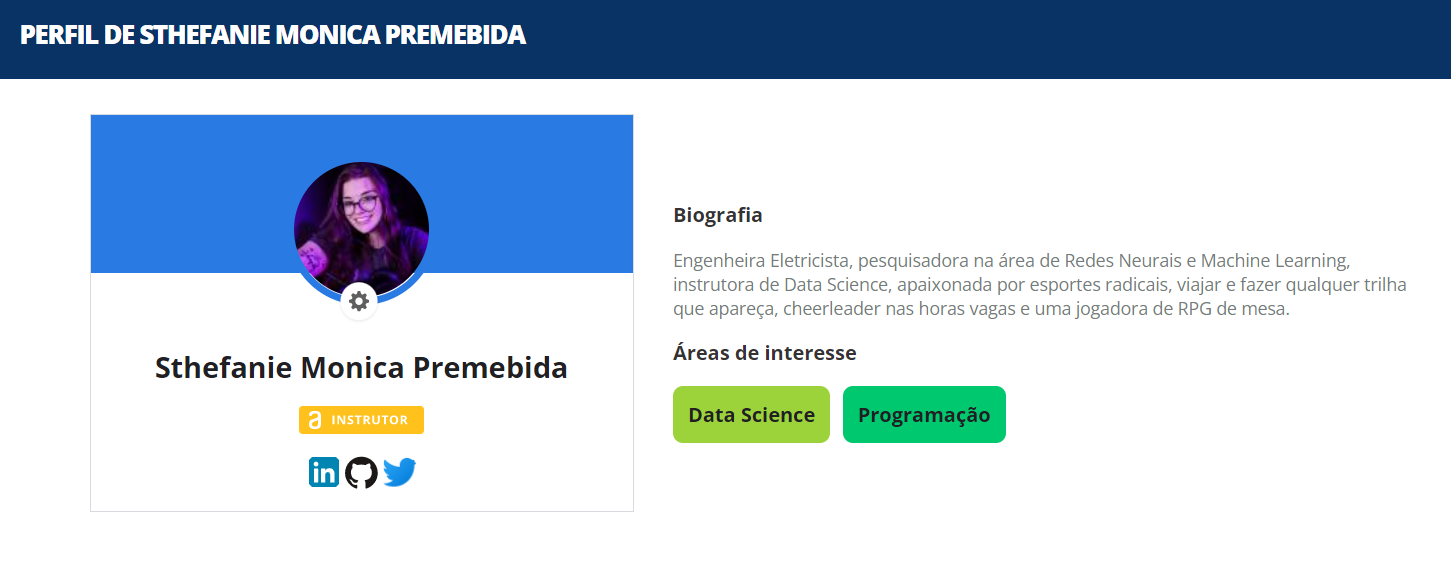 PERFIL DE STHEFANIE MONICA PREMEBIDA
Sthefanie Monica Premebida
a INSTRUTOR
in
Biografia
Engenheira Eletricista, pesquisadora na área de Redes Neurais e Machine Learning,
instrutora de Data Science, apaixonada por esportes radicais, viajar e fazer qualquer trilha
que apareça, cheerleader nas horas vagas e uma jogadora de RPG de mesa.
Áreas de interesse
Data Science
Programação